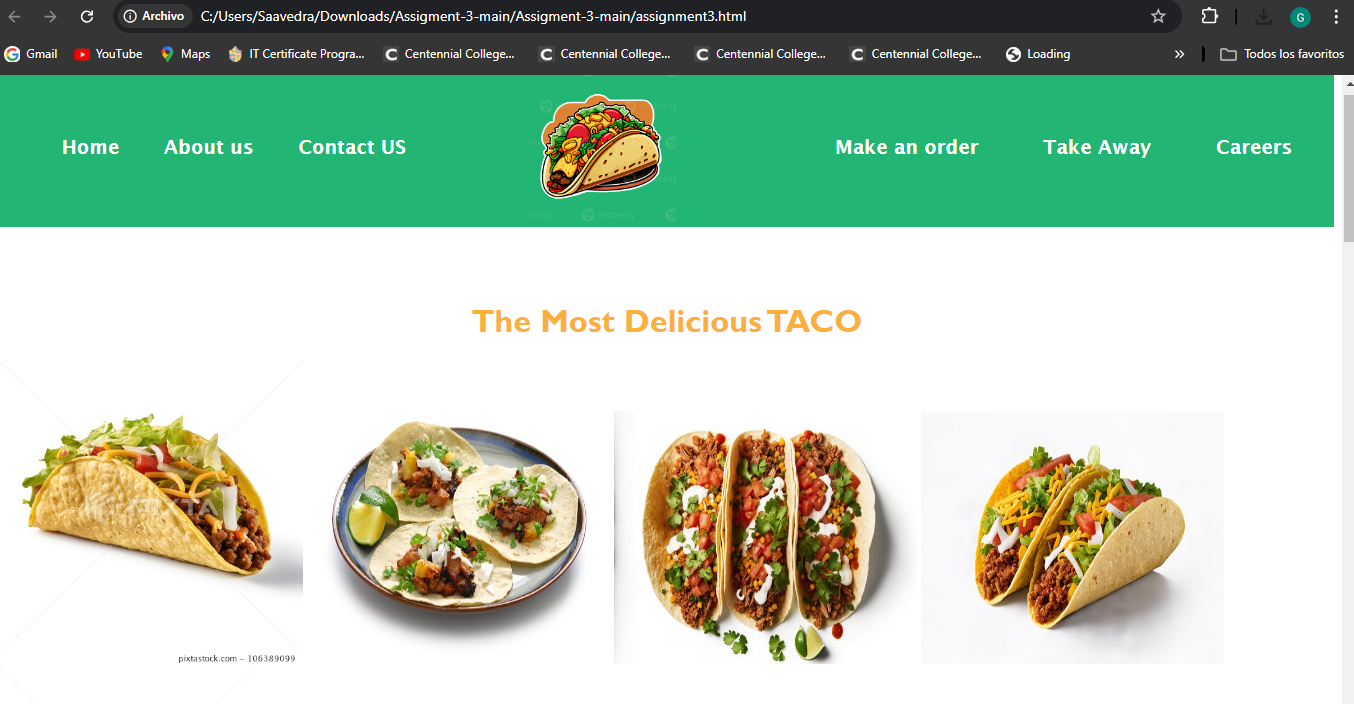 Archivo C:/Users/Saavedra/Downloads/Assigment-3-main/Assigment-3-main/assignment3.html G
Gmail YouTube Maps IT Certificate Progra... Centennial College... Centennial College... Centennial College... Centennial College... Loading » Todos los favoritos
Home About us Contact US Make an order Take Away Careers
The Most Delicious TACO
PIXTA
pixtastock.com – 106389099